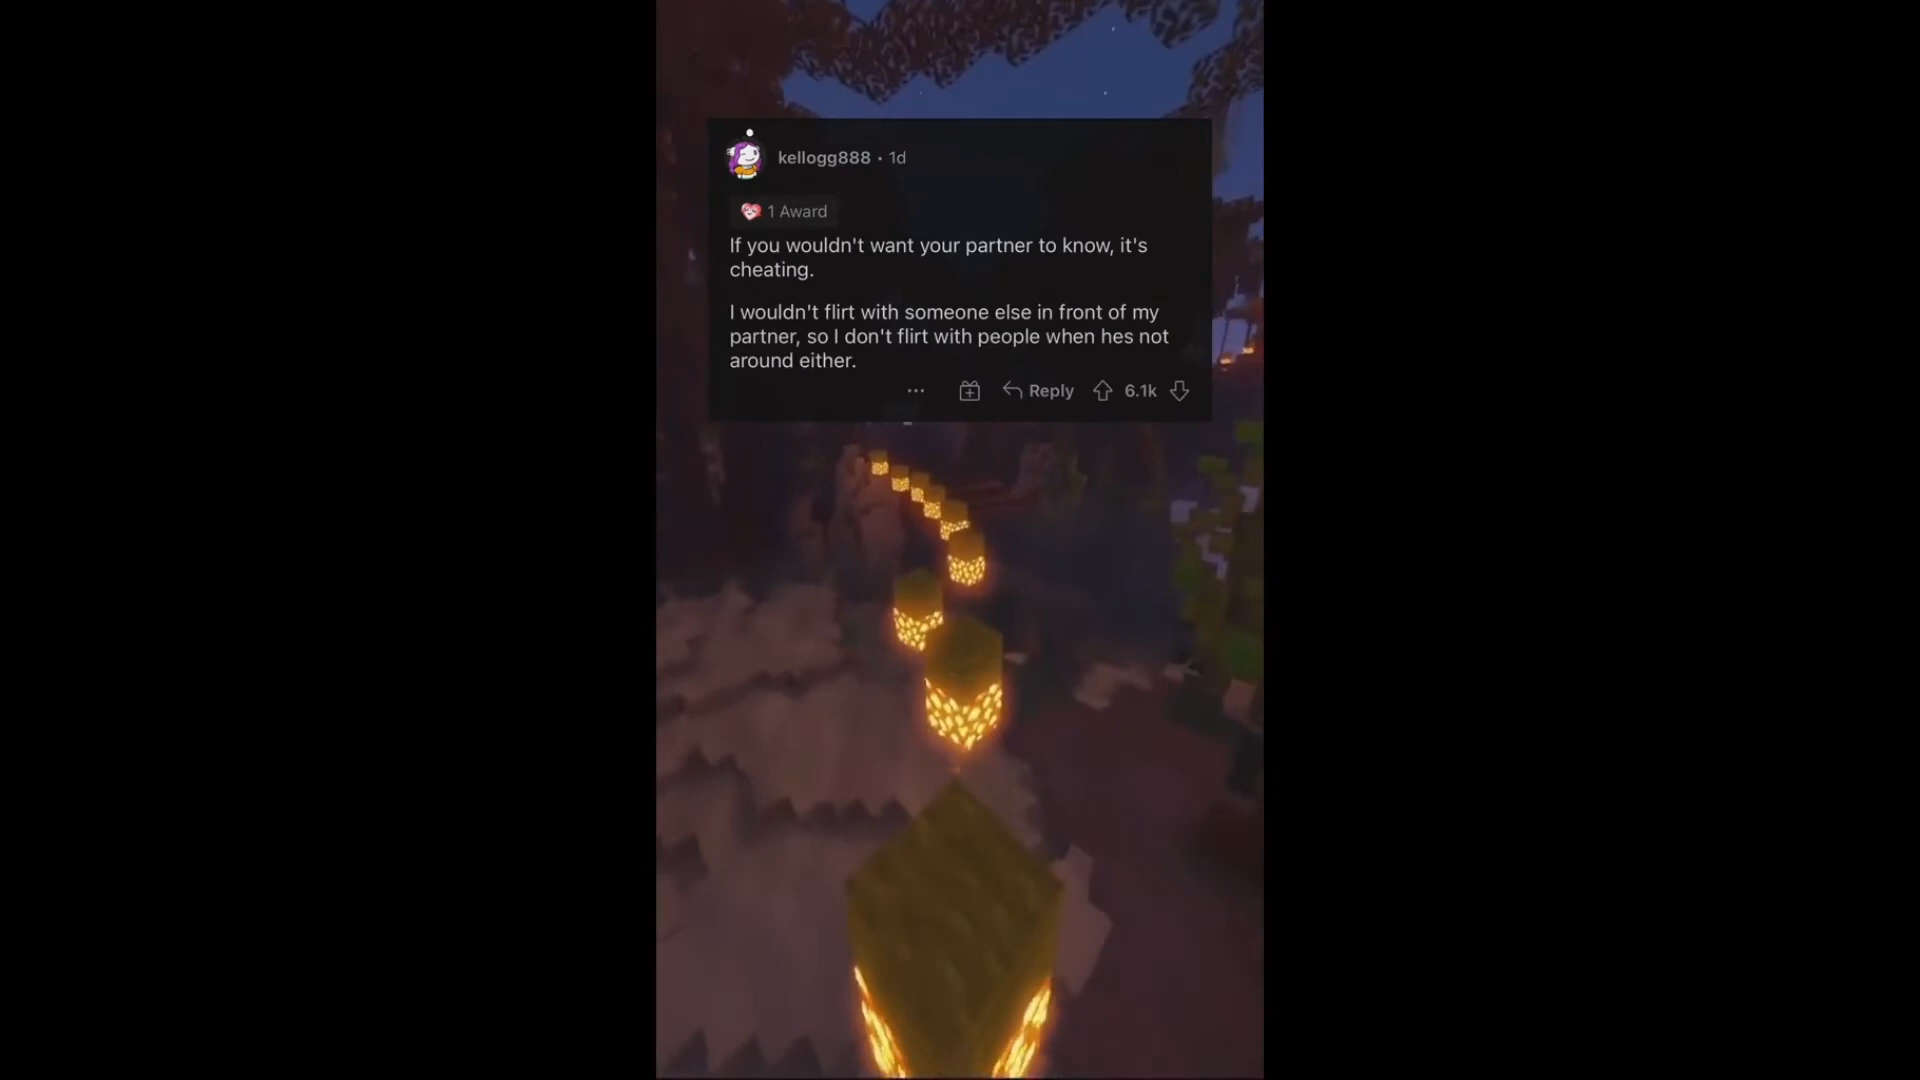 kellogg888 • 1d
1 Award
If you wouldn't want your partner to know, it's
cheating.
I wouldn't flirt with someone else in front of my
partner, so I don't flirt with people when hes not
around either.
... Reply 6.1k